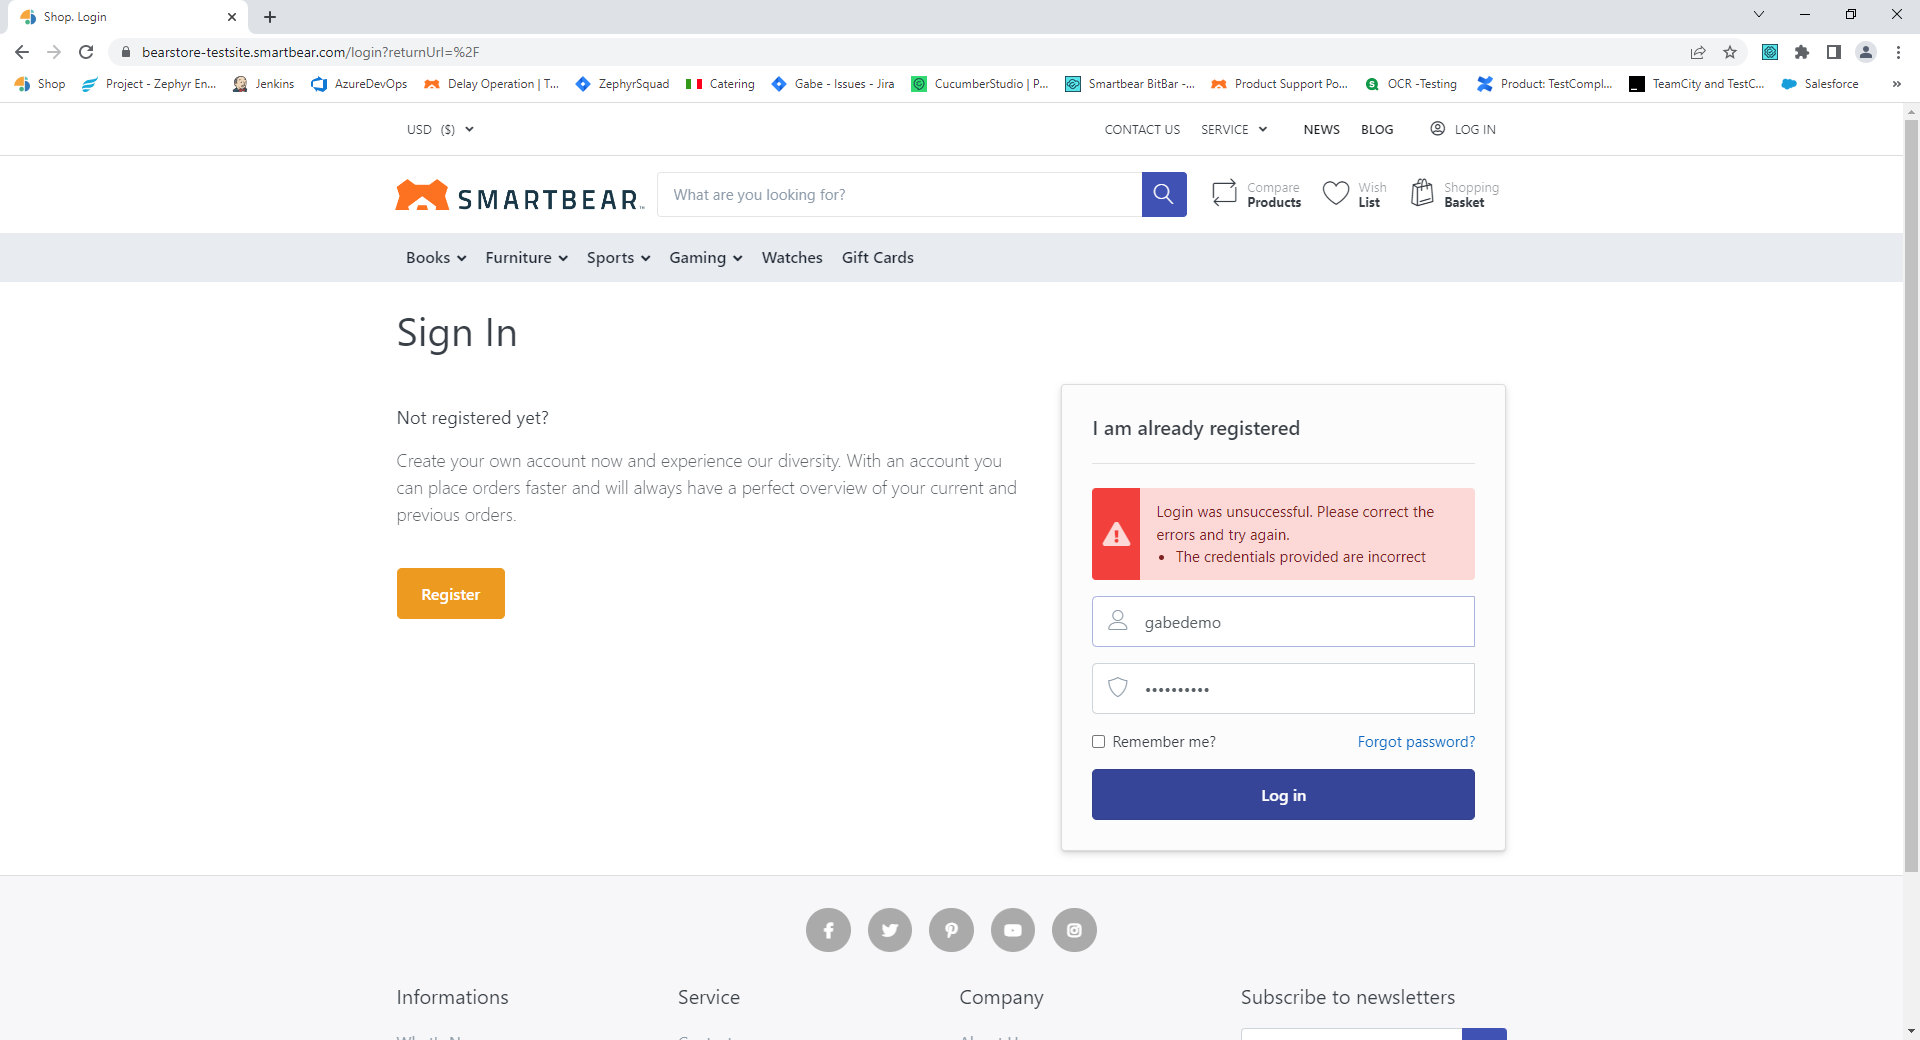 Shop. Login
bearstore-testsite.smartbear.com/login?returnUrl=%2F
Shop
Project - Zephyr En...
Jenkins
AzureDevOps
Delay Operation | T...
ZephyrSquad
Catering
Gabe - Issues - Jira
CucumberStudio | P...
Smartbear BitBar -...
Product Support Po...
OCR -Testing
Product: TestCompl...
TeamCity and TestC...
Salesforce
»
USD ($)
CONTACT US
SERVICE
NEWS
BLOG
LOG IN
SMARTBEAR
What are you looking for?
Compare
Products
Wish
List
Shopping
Basket
Books
Furniture
Sports
Gaming
Watches
Gift Cards
Sign In
Not registered yet?
Create your own account now and experience our diversity. With an account you
can place orders faster and will always have a perfect overview of your current and
previous orders.
Register
I am already registered
Login was unsuccessful. Please correct the
errors and try again.
• The credentials provided are incorrect
gabedemo
••••••••••
Remember me?
Forgot password?
Log in
Informations
Service
Company
Subscribe to newsletters